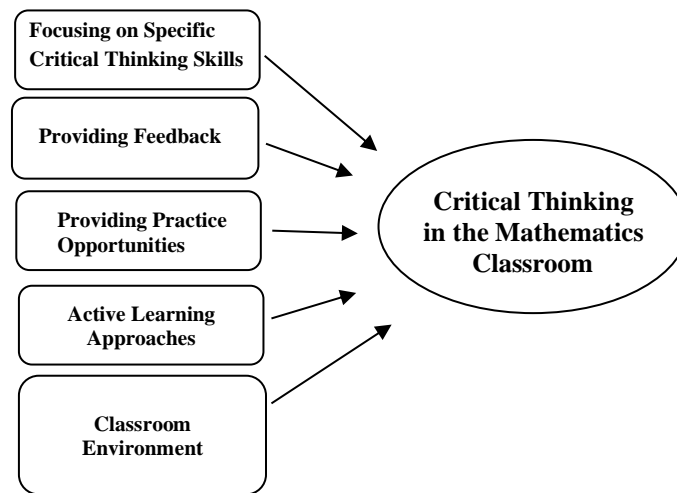 Focusing on Specific
Critical Thinking Skills
Providing Feedback
Providing Practice
Opportunities
Active Learning
Approaches
Classroom
Environment
Critical Thinking
in the Mathematics
Classroom